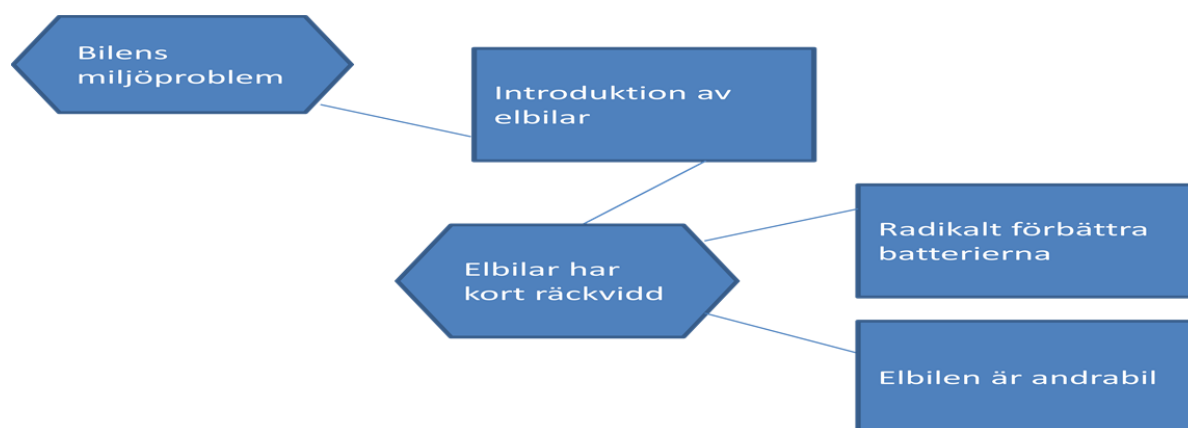 Bilens
miljöproblem
Introduktion av
elbilar
Elbilar har
kort räckvidd
Radikalt förbättra
batterierna
Elbilen är andrabil